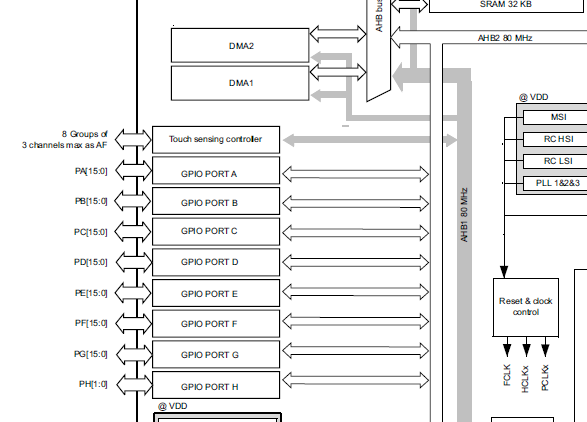 SRAM 32 KB
AHB bus
AHB2 80 MHz
DMA2
DMA1
@ VDD
MSI
RC HSI
RC LSI
PLL 1&2&3
8 Groups of
3 channels max as AF
Touch sensing controller
PA[15:0]
GPIO PORT A
PB[15:0]
GPIO PORT B
PC[15:0]
GPIO PORT C
PD[15:0]
GPIO PORT D
PE[15:0]
GPIO PORT E
PF[15:0]
GPIO PORT F
PG[15:0]
GPIO PORT G
PH[1:0]
GPIO PORT H
AHB1 80 MHz
Reset & clock
control
FCLK
HCLKx
PCLKx
@ VDD